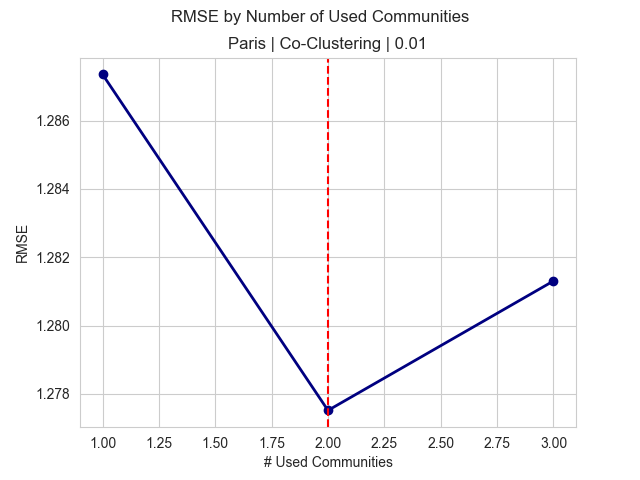 RMSE by Number of Used Communities
Paris | Co-Clustering | 0.01
1.286
1.284
1.282
1.280
1.278
RMSE
1.00 1.25 1.50 1.75 2.00 2.25 2.50 2.75 3.00
# Used Communities